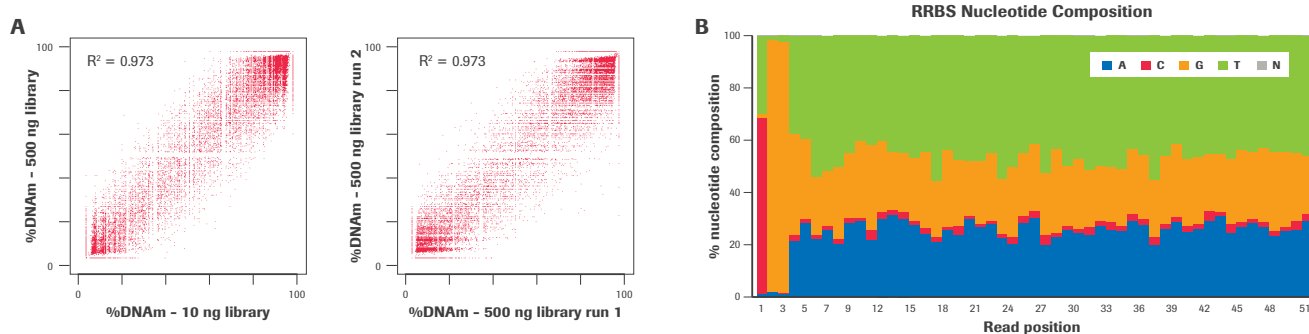 A
R² = 0.973
%DNAm – 500 ng library
100
0
0
100
%DNAm – 10 ng library
R² = 0.973
%DNAm – 500 ng library run 2
100
0
0
100
%DNAm – 500 ng library run 1
B
RRBS Nucleotide Composition
A C G T N
% nucleotide composition
100
80
60
40
20
0
1 3 5 7 9 12 15 18 21 24 27 30 33 36 39 42 45 48 51
Read position